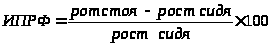 ИПРФ = ротстоя - рост сидя / рост сидя × 100